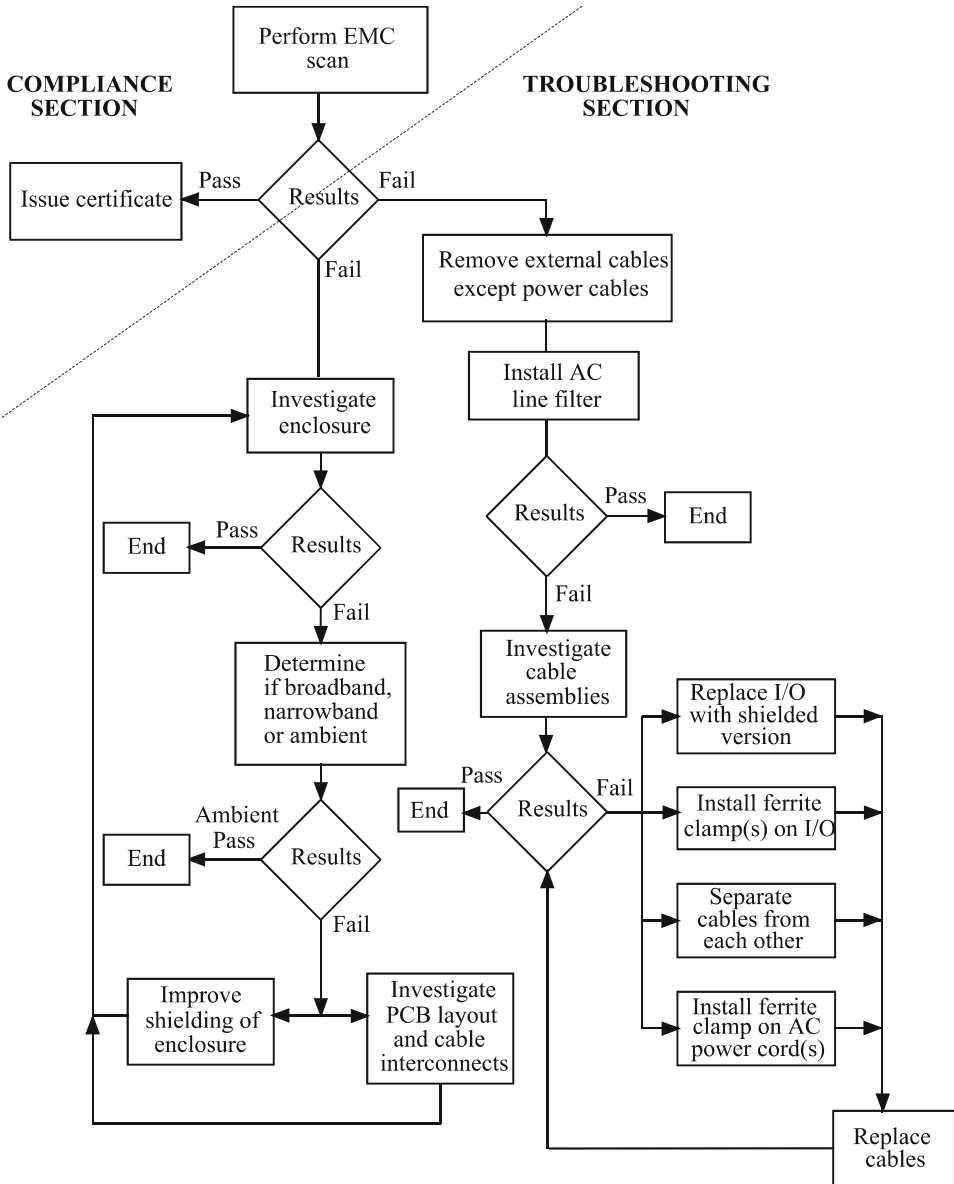 Perform EMC
scan
COMPLIANCE
SECTION
TROUBLESHOOTING
SECTION
Issue certificate
Pass
Results
Fail
Fail
Remove external cables
except power cables
Install AC
line filter
Investigate
enclosure
Results
Pass
End
End
Pass
Results
Fail
Fail
Determine
if broadband,
narrowband
or ambient
Investigate
cable
assemblies
Replace I/O
with shielded
version
Pass
End
Results
Fail
Install ferrite
clamp(s) on I/O
Ambient
Pass
End
Results
Fail
Separate
cables from
each other
Improve
shielding of
enclosure
Investigate
PCB layout
and cable
interconnects
Install ferrite
clamp on AC
power cord(s)
Replace
cables